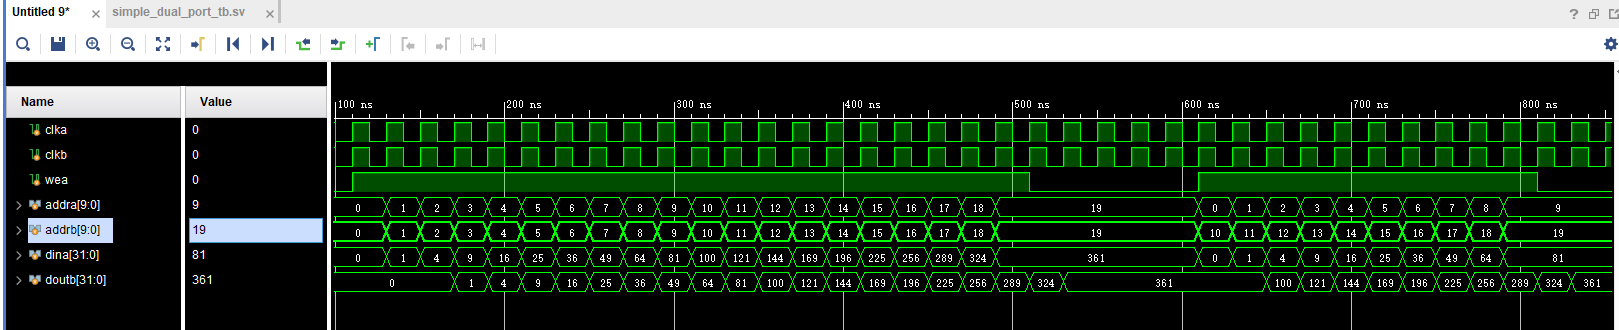 Untitled 9* × simple_dual_port_tb.sv ×
?
Name Value
100 ns 200 ns 300 ns 400 ns 500 ns 600 ns 700 ns 800 ns
clka 0
clkb 0
wea 0
addra[9:0] 9 0 1 2 3 4 5 6 7 8 9 10 11 12 13 14 15 16 17 18 19 0 1 2 3 4 5 6 7 8 9
addrb[9:0] 19 0 1 2 3 4 5 6 7 8 9 10 11 12 13 14 15 16 17 18 19 10 11 12 13 14 15 16 17 18 19
dina[31:0] 81 0 1 4 9 16 25 36 49 64 81 100 121 144 169 196 225 256 289 324 361 0 1 4 9 16 25 36 49 64 81
doutb[31:0] 361 0 1 4 9 16 25 36 49 64 81 100 121 144 169 196 225 256 289 324 361 100 121 144 169 196 225 256 289 324 361